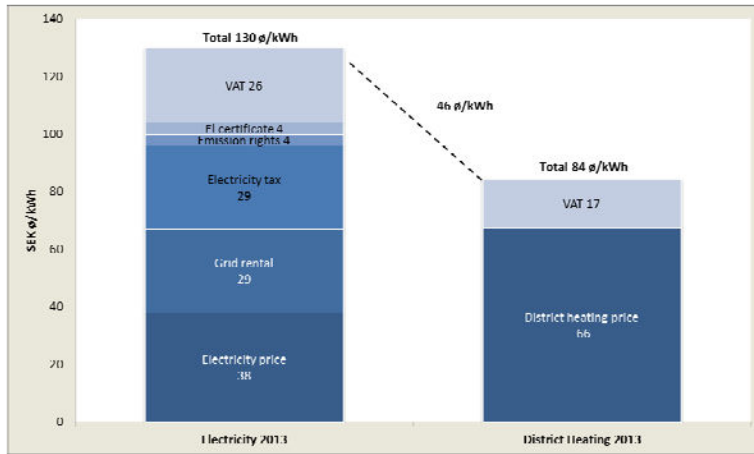 140
120
100
80
60
40
20
0
SEK ø/kWh
Total 130 ø/kWh
VAT 26
El certificate 4
Emission rights 4
Electricity tax
29
Grid rental
29
Electricity price
38
Electricity 2013
46 ø/kWh
Total 84 ø/kWh
VAT 17
District heating price
66
District Heating 2013